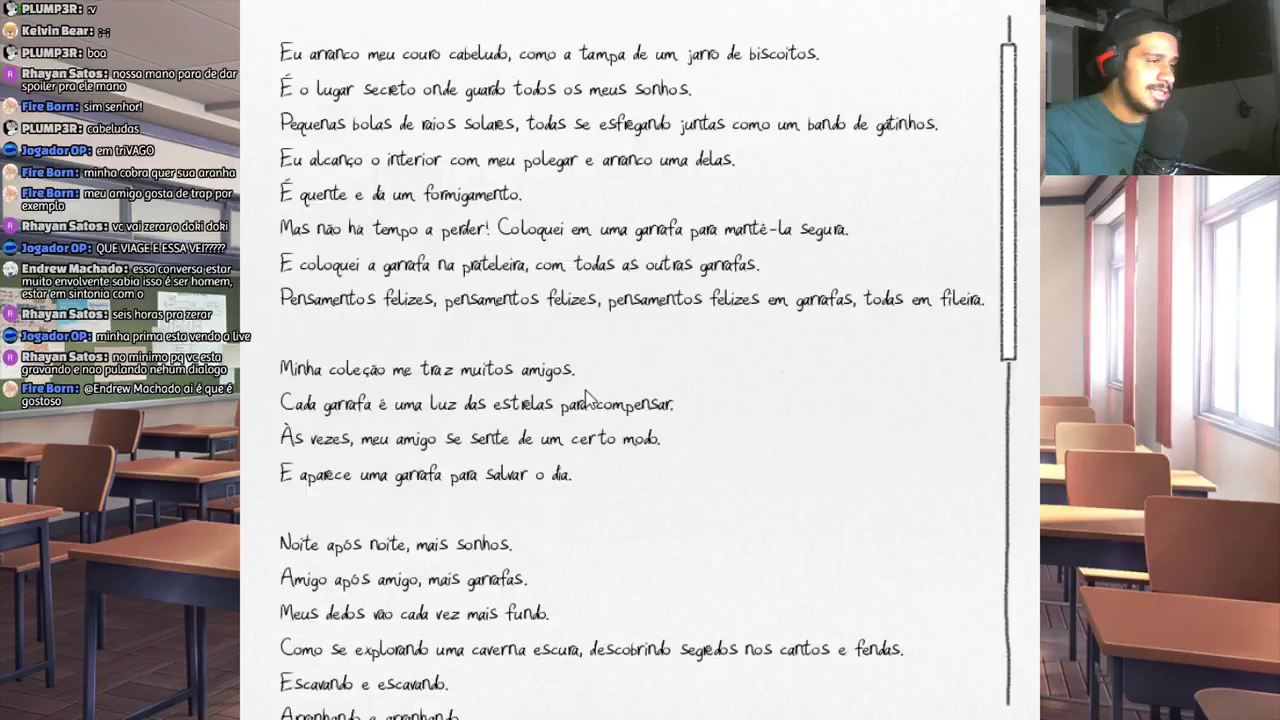 PLUMP3R: :v
Kelvin Bear: ;-;
PLUMP3R: boa
Rhayan Satos: nossa mano para de dar
spoiler pra ele mano
Fire Born: sim senhor!
PLUMP3R: cabeludas
Jogador OP: em triVAGO
Fire Born: minha cobra quer sua aranha
Fire Born: meu amigo gosta de trap por
exemplo
Rhayan Satos: vc vai zerar o doki doki
Jogador OP: QUE VIAGE E ESSA VEI?????
Endrew Machado: essa conversa estar
muito envolvente sabia isso é ser homem,
estar em sintonia com o
Rhayan Satos: seis horas pra zerar
Jogador OP: minha prima esta vendo a live
Rhayan Satos: no minimo pq vc esta
gravando e nao pulando nehum dialogo
Fire Born: @Endrew Machado ai é que é
gostoso
Eu arranco meu couro cabeludo, como a tampa de um jarro de biscoitos.
É o lugar secreto onde guardo todos os meus sonhos.
Pequenas bolas de raios solares, todas se esfregando juntas como um bando de gatinhos.
Eu alcanço o interior com meu polegar e arranco uma delas.
É quente e da um formigamento.
Mas não ha tempo a perder! Coloquei em uma garrafa para mantê-la segura.
E coloquei a garrafa na prateleira, com todas as outras garrafas.
Pensamentos felizes, pensamentos felizes, pensamentos felizes em garrafas, todas em fileira.
Minha coleção me traz muitos amigos.
Cada garrafa é uma luz das estrelas para compensar.
Às vezes, meu amigo se sente de um certo modo.
E aparece uma garrafa para salvar o dia.
Noite após noite, mais sonhos.
Amigo após amigo, mais garrafas.
Meus dedos vão cada vez mais fundo.
Como se explorando uma caverna escura, descobrindo segredos nos cantos e fendas.
Escavando e escavando.
Arranhando e arranhando.